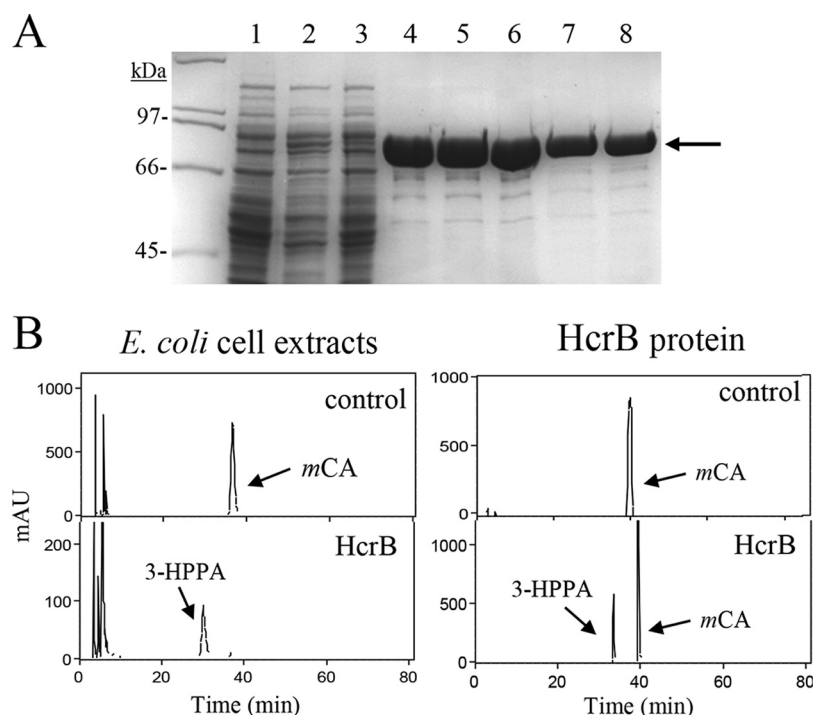 A
1 2 3 4 5 6 7 8
kDa
97-
66-
45-
B
E. coli cell extracts
HcrB protein
1000
control
500
mCA
0
mAU
200
HcrB
3-HPPA
100
0
0 20 40 60 80
Time (min)
1000
control
500
mCA
0
1000
HcrB
3-HPPA
500
mCA
0
0 20 40 60 80
Time (min)